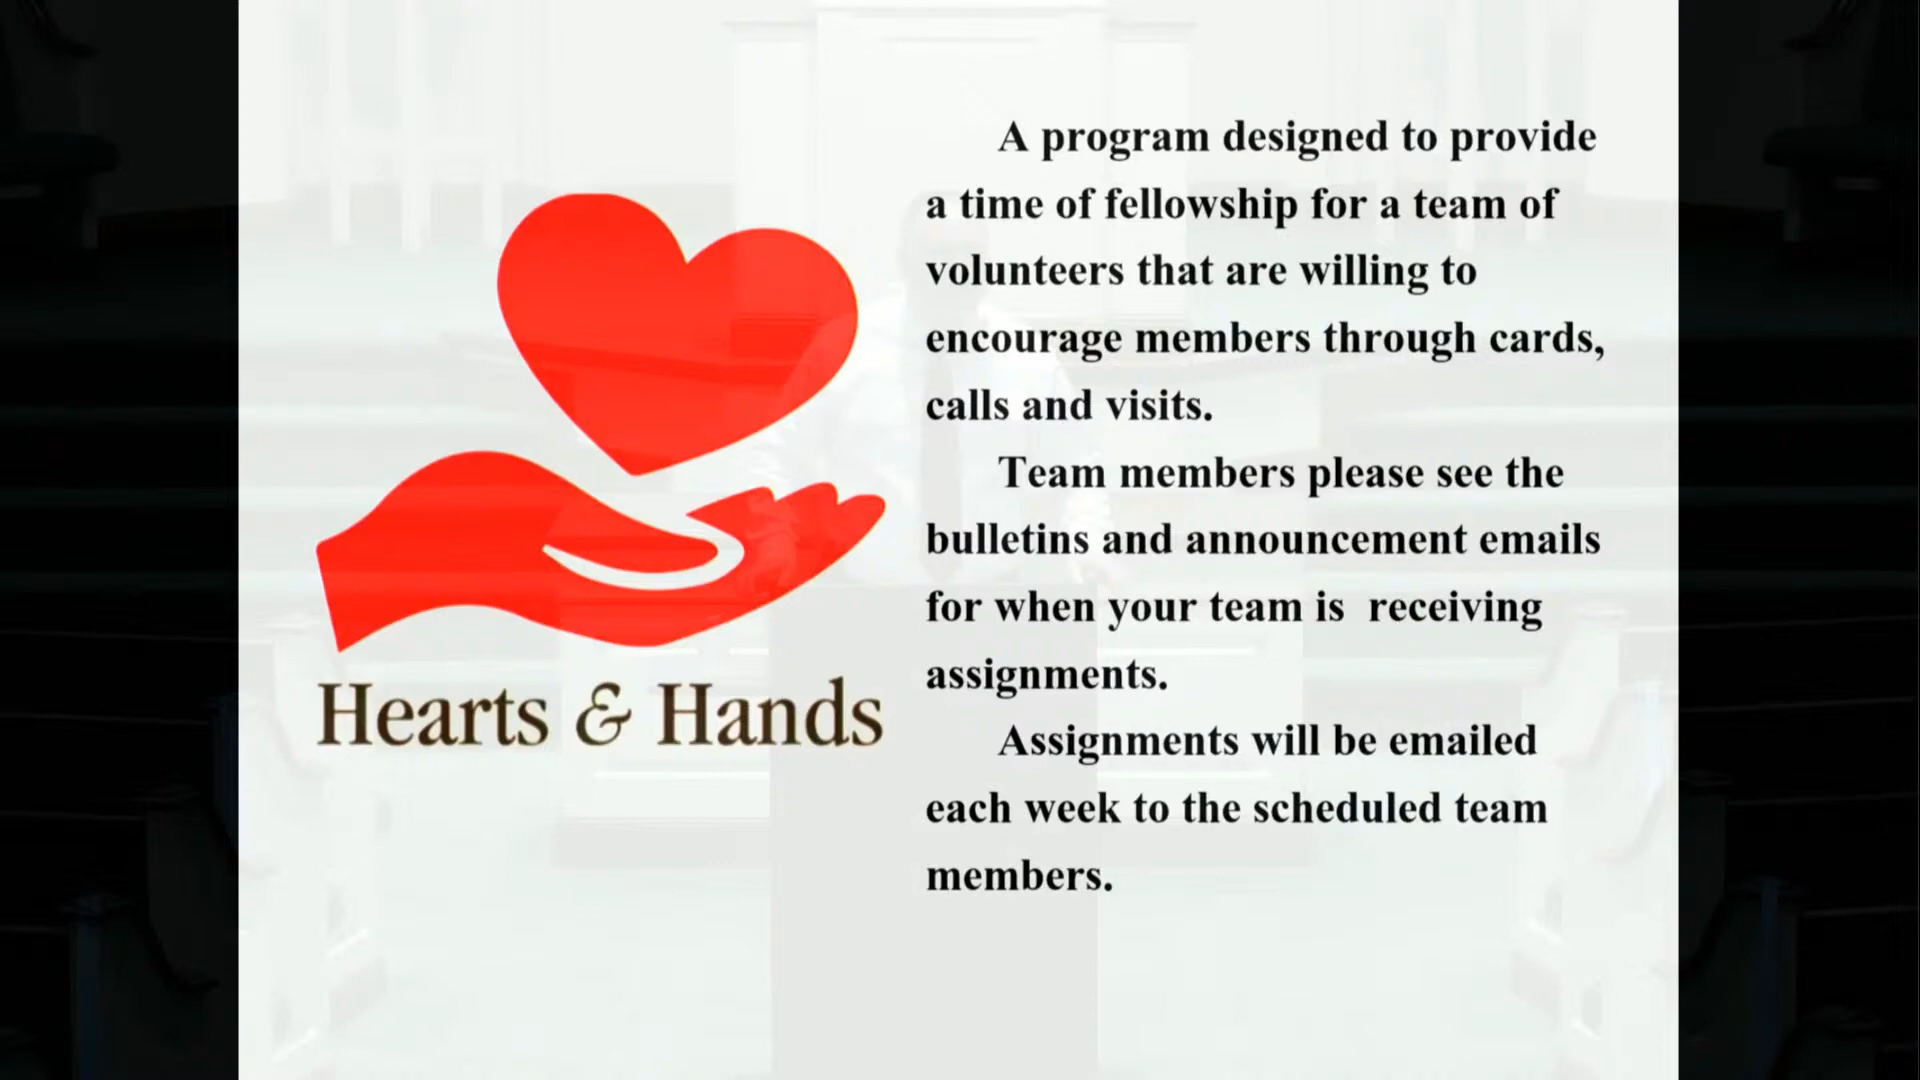 A program designed to provide
a time of fellowship for a team of
volunteers that are willing to
encourage members through cards,
calls and visits.
Team members please see the
bulletins and announcement emails
for when your team is  receiving
assignments.
Assignments will be emailed
each week to the scheduled team
members.
Hearts & Hands